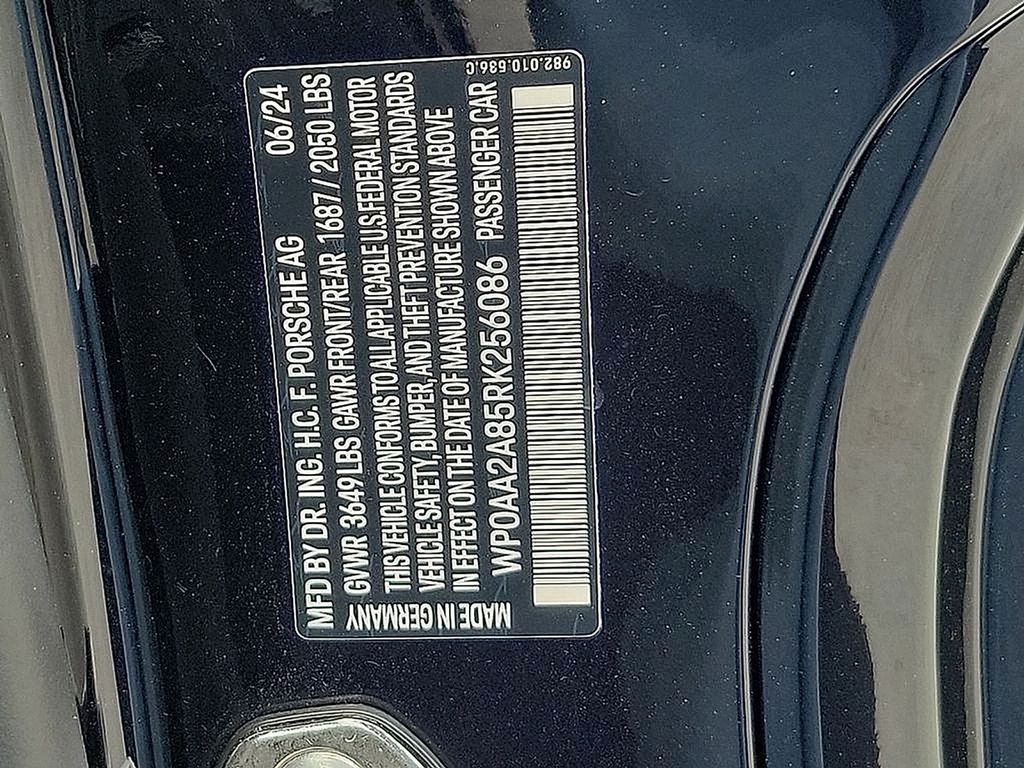 MFD BY DR. ING. H.C. F. PORSCHE AG 06/24
GVWR 3649 LBS GAWR FRONT/REAR 1687/ 2050 LBS
THIS VEHICLE CONFORMS TO ALL APPLICABLE U.S. FEDERAL MOTOR
VEHICLE SAFETY, BUMPER, AND THEFT PREVENTION STANDARDS
IN EFFECT ON THE DATE OF MANUFACTURE SHOWN ABOVE
WP0AA2A85RK256086 PASSENGER CAR
MADE IN GERMANY
982.010.536.C